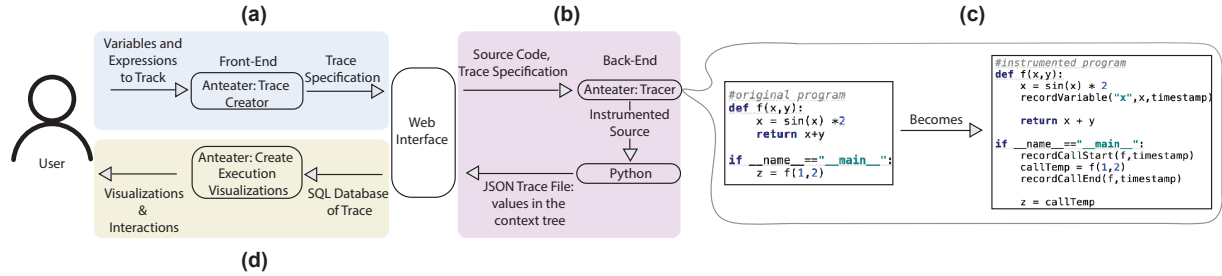 (a)
(b)
(c)
Variables and
Expressions
to Track
Front-End
Anteater: Trace
Creator
Trace
Specification
User
Web
Interface
Source Code,
Trace Specification
Back-End
Anteater: Tracer
Instrumented
Source
Python
JSON Trace File:
values in the
context tree
Anteater: Create
Execution
Visualizations
SQL Database
of Trace
Visualizations
&
Interactions
(d)
#original program
def f(x,y):
x = sin(x) *2
return x+y
if __name__=="__main__":
z = f(1,2)
Becomes
#instrumented program
def f(x,y):
x = sin(x) * 2
recordVariable("x",x,timestamp)
return x + y
if __name__=="__main__":
recordCallStart(f,timestamp)
callTemp = f(1,2)
recordCallEnd(f,timestamp)
z = callTemp